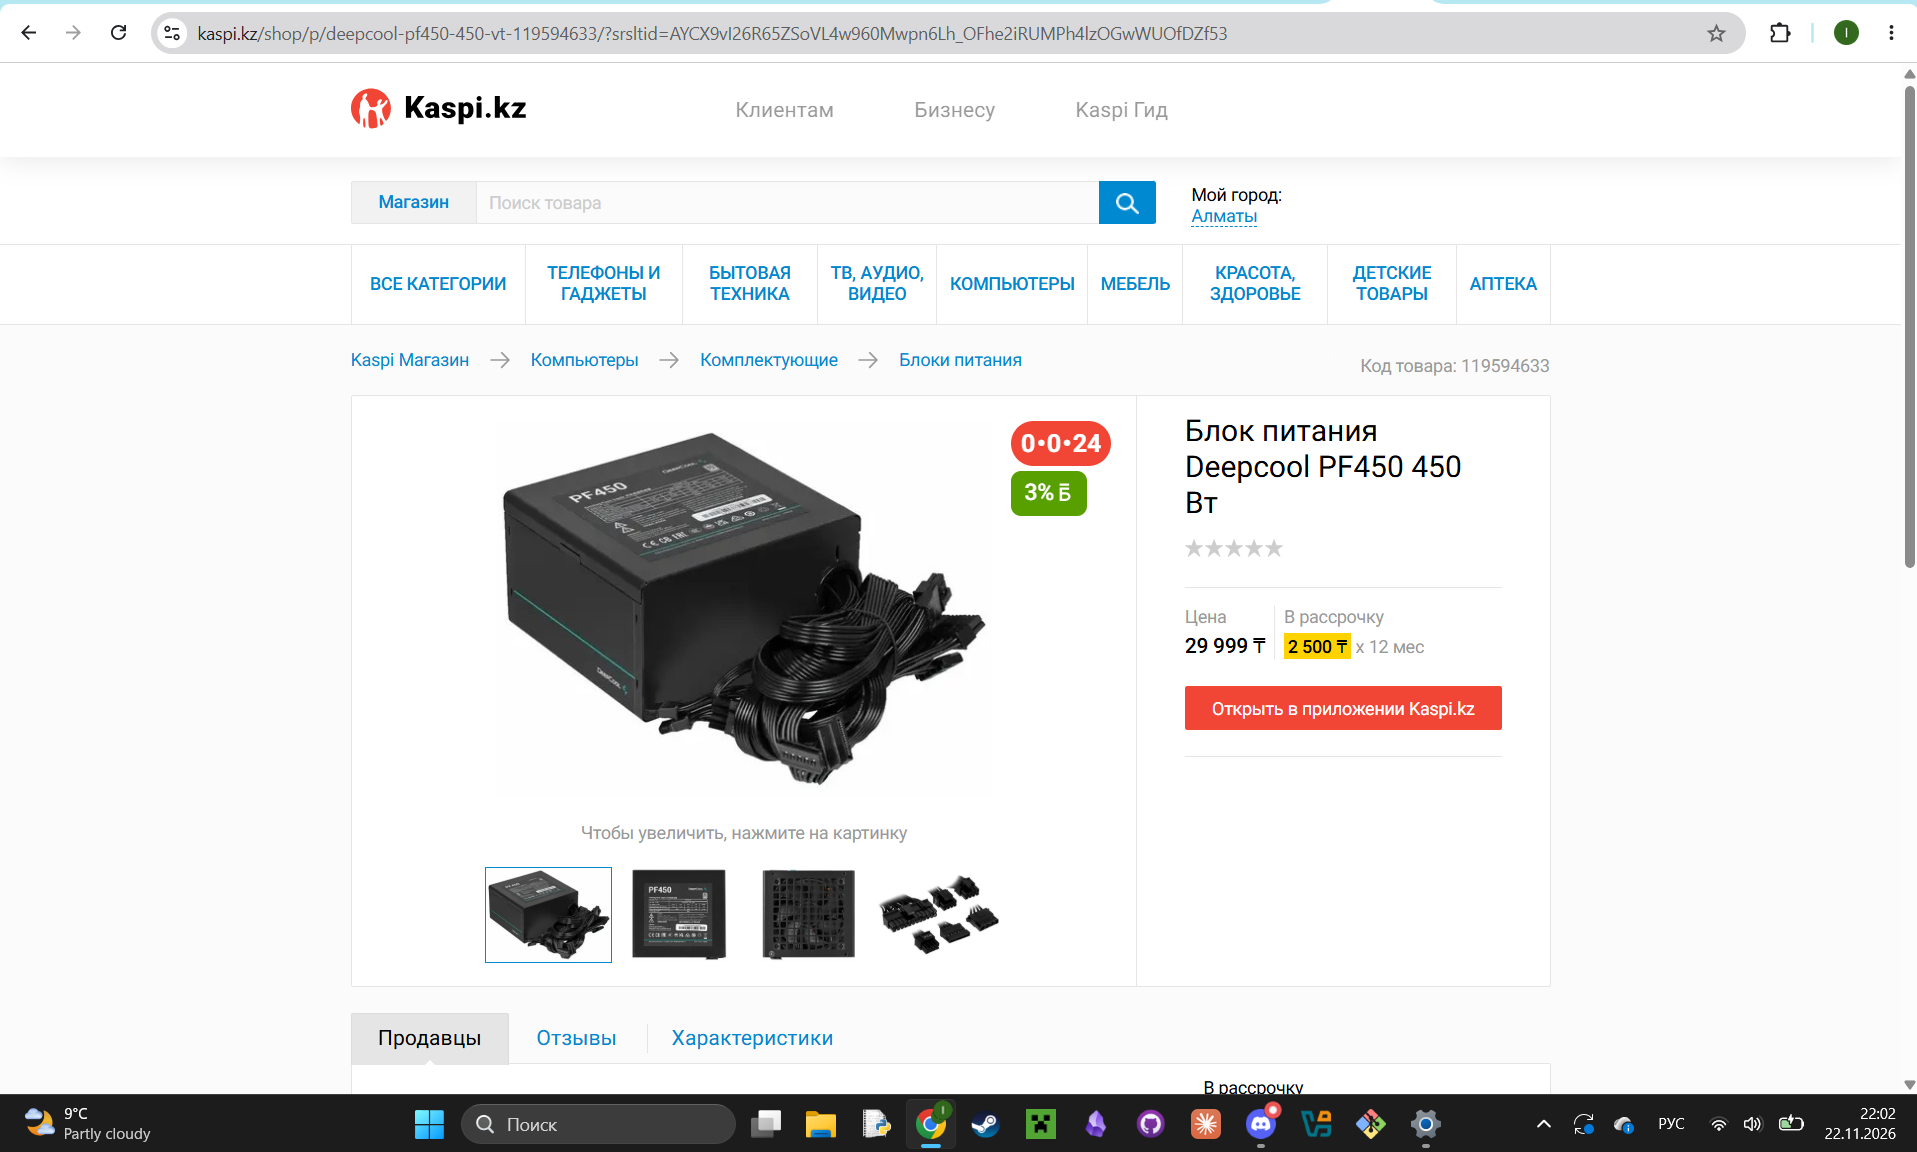 kaspi.kz/shop/p/deepcool-pf450-450-vt-119594633/?srsltid=AYCX9vI26R65ZSoVL4w960Mwpn6Lh_OFhe2iRUMPh4lzOGwWUOfDZf53
I
Kaspi.kz
Клиентам
Бизнесу
Kaspi Гид
Магазин
Поиск товара
Мой город:
Алматы
ВСЕ КАТЕГОРИИ
ТЕЛЕФОНЫ И
ГАДЖЕТЫ
БЫТОВАЯ
ТЕХНИКА
ТВ, АУДИО,
ВИДЕО
КОМПЬЮТЕРЫ
МЕБЕЛЬ
КРАСОТА,
ЗДОРОВЬЕ
ДЕТСКИЕ
ТОВАРЫ
АПТЕКА
Kaspi Магазин
Компьютеры
Комплектующие
Блоки питания
Код товара: 119594633
DEEPCOOL
PF450
DEEPCOOL
0•0•24
3% Б
Блок питания
Deepcool PF450 450
Вт
Цена
29 999 ₸
В рассрочку
2 500 ₸ x 12 мес
Открыть в приложении Kaspi.kz
Чтобы увеличить, нажмите на картинку
PF450
Продавцы
Отзывы
Характеристики
В рассрочку
9°C
Partly cloudy
Поиск
РУС
22:02
22.11.2026